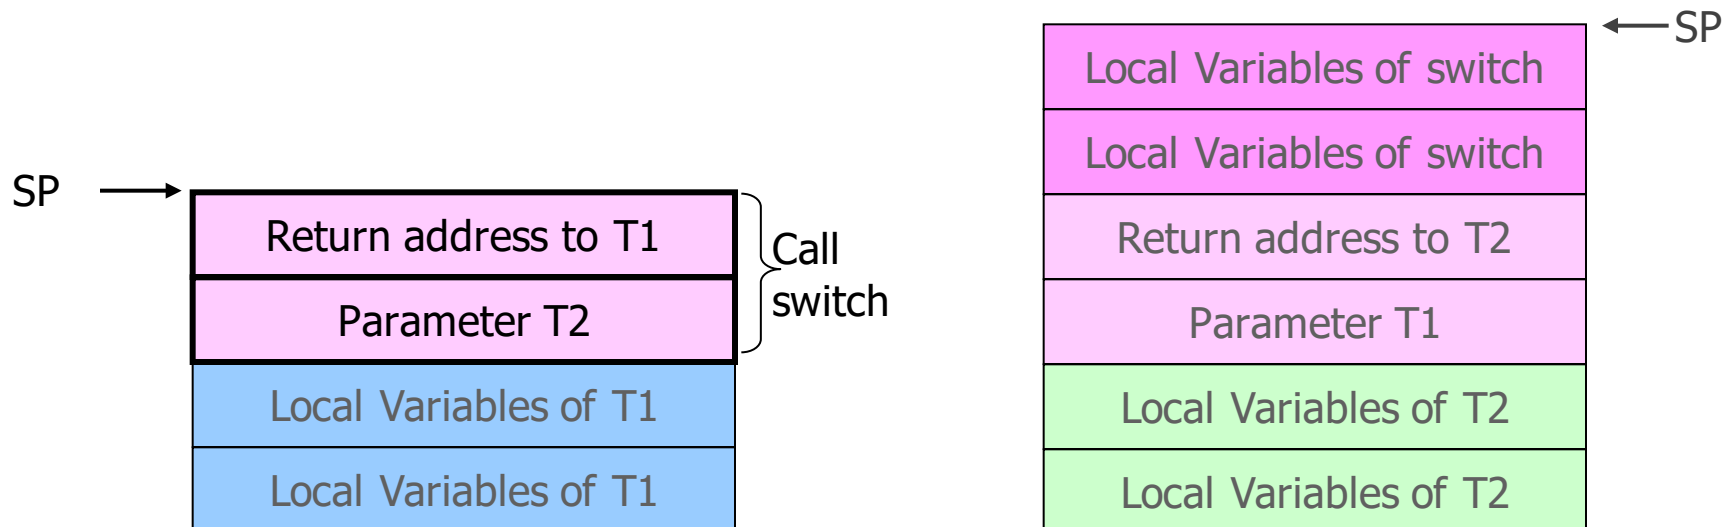 SP
Return address to T1
Parameter T2
Local Variables of T1
Local Variables of T1
Call
switch
SP
Local Variables of switch
Local Variables of switch
Return address to T2
Parameter T1
Local Variables of T2
Local Variables of T2